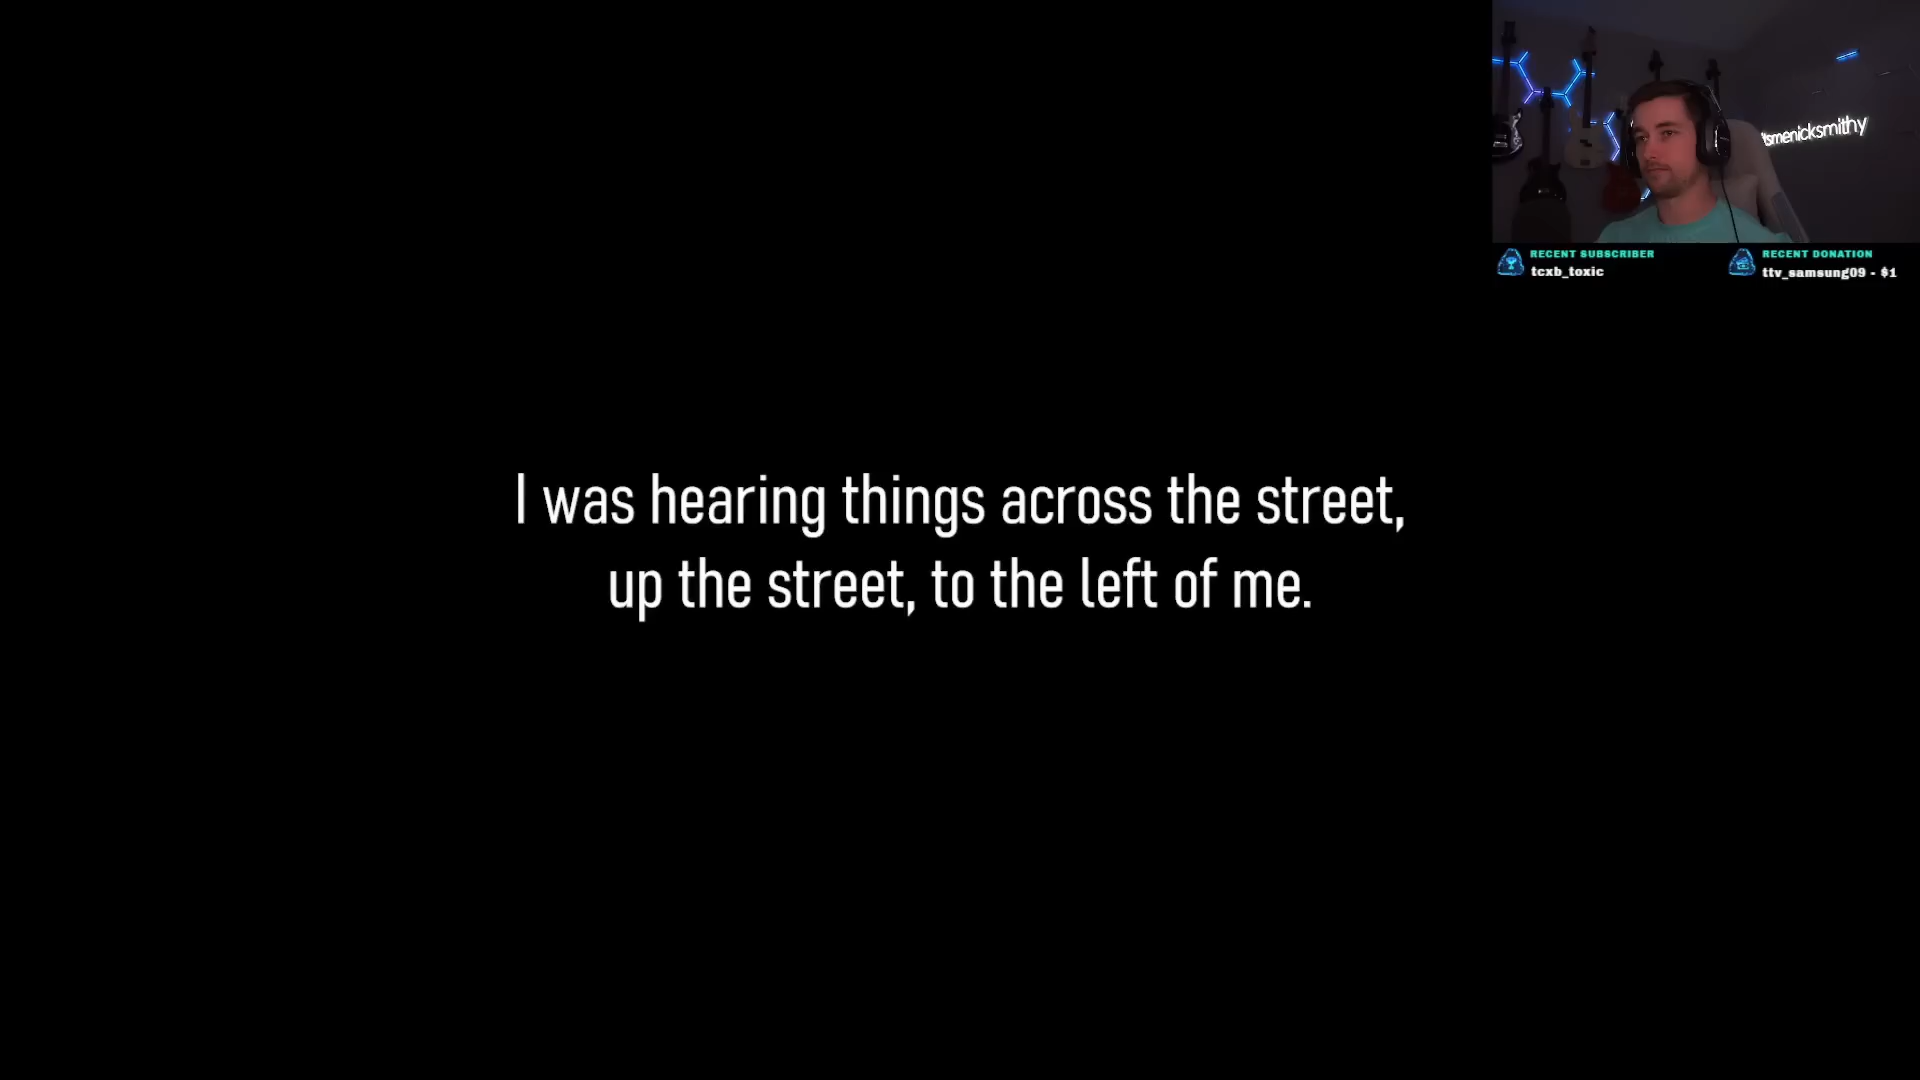 tsmenicksmithy
RECENT SUBSCRIBER
tcxb_toxic
RECENT DONATION
ttv_samsung09 - $1
I was hearing things across the street,
up the street, to the left of me.